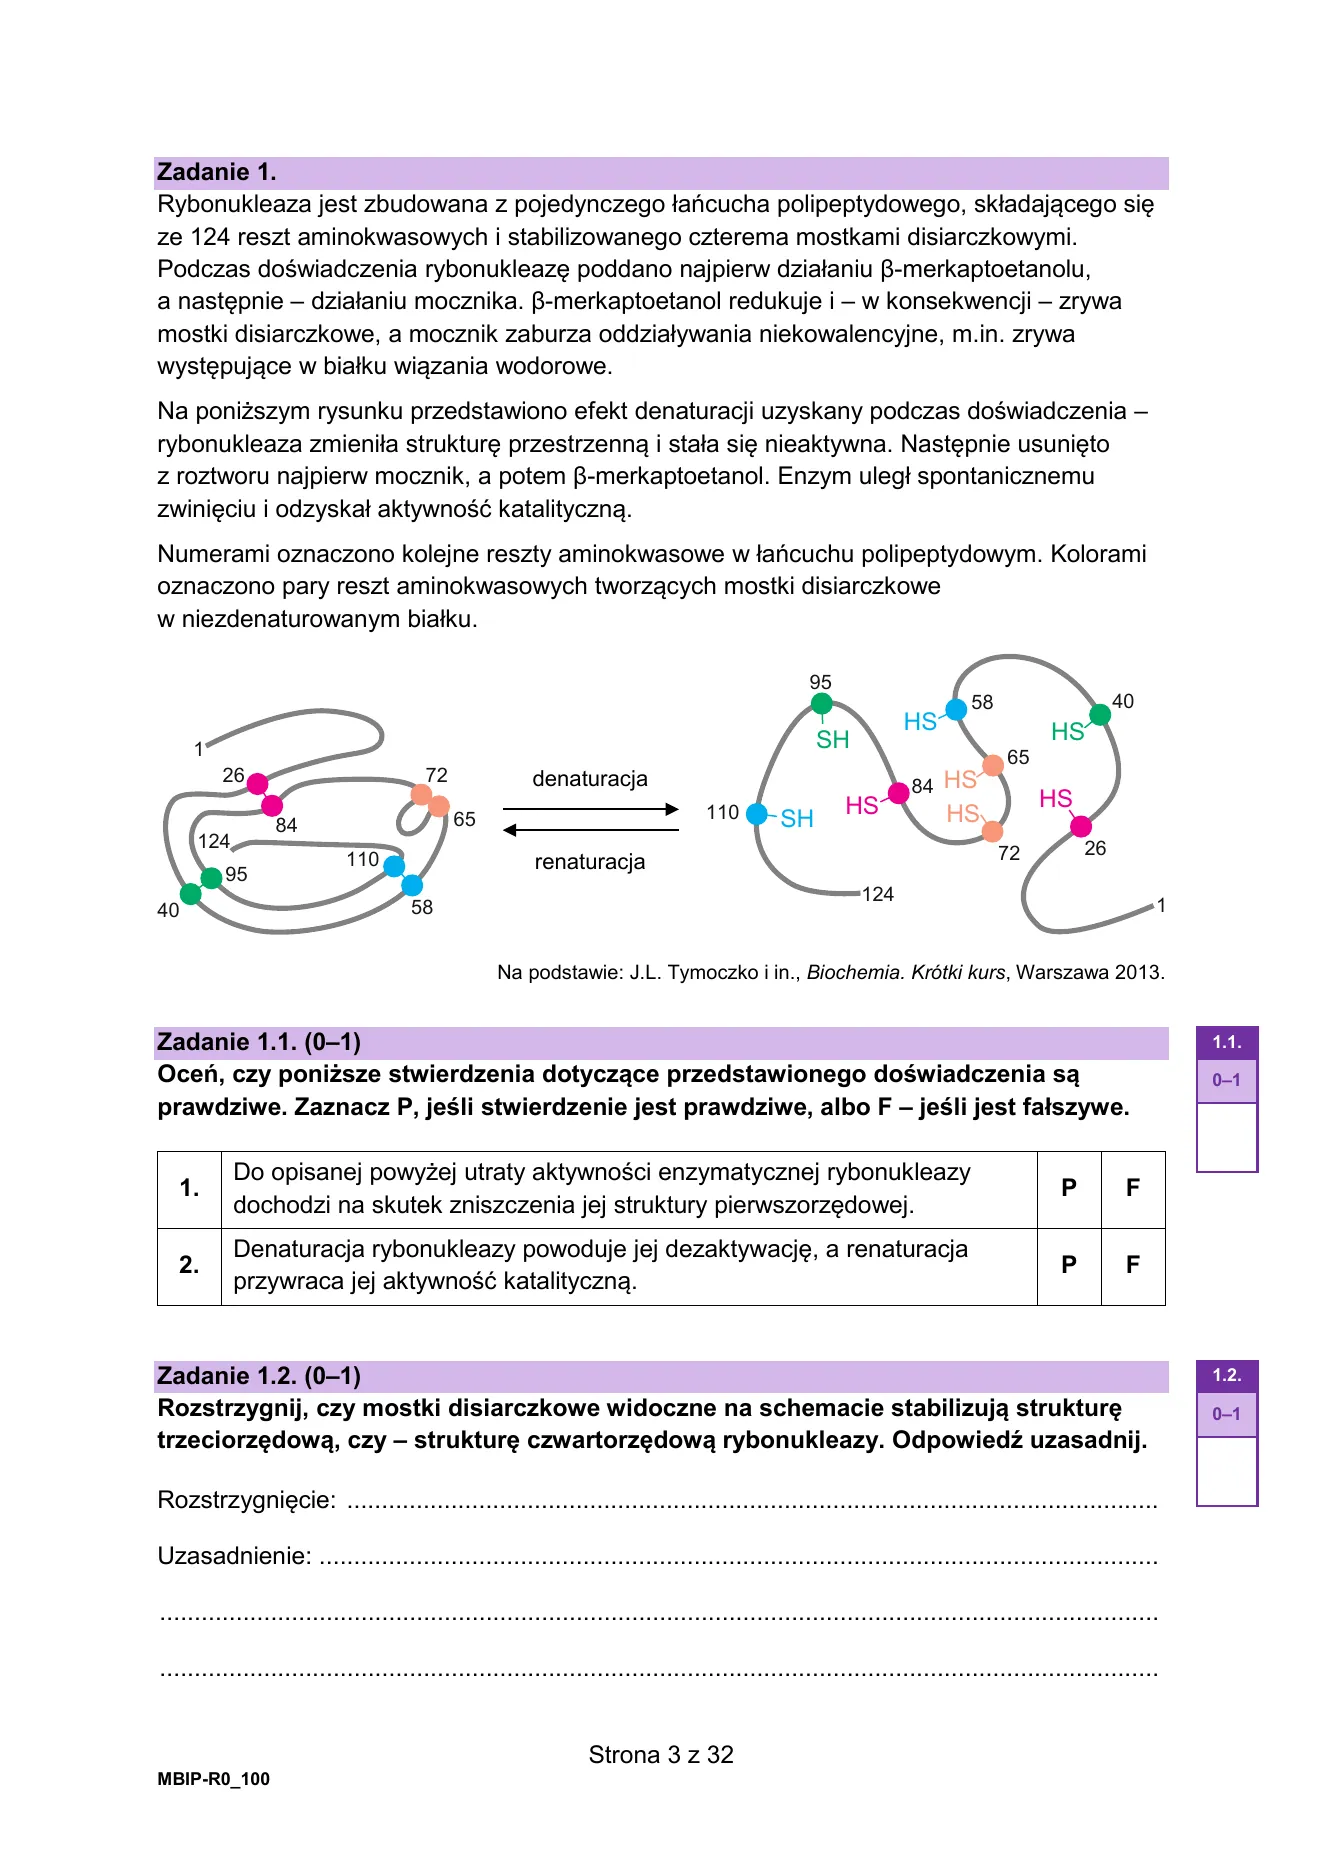 Zadanie 1.
Rybonukleaza jest zbudowana z pojedynczego łańcucha polipeptydowego, składającego się
ze 124 reszt aminokwasowych i stabilizowanego czterema mostkami disiarczkowymi.
Podczas doświadczenia rybonukleazę poddano najpierw działaniu β-merkaptoetanolu,
a następnie – działaniu mocznika. β-merkaptoetanol redukuje i – w konsekwencji – zrywa
mostki disiarczkowe, a mocznik zaburza oddziaływania niekowalencyjne, m.in. zrywa
występujące w białku wiązania wodorowe.
Na poniższym rysunku przedstawiono efekt denaturacji uzyskany podczas doświadczenia –
rybonukleaza zmieniła strukturę przestrzenną i stała się nieaktywna. Następnie usunięto
z roztworu najpierw mocznik, a potem β-merkaptoetanol. Enzym uległ spontanicznemu
zwinięciu i odzyskał aktywność katalityczną.
Numerami oznaczono kolejne reszty aminokwasowe w łańcuchu polipeptydowym. Kolorami
oznaczono pary reszt aminokwasowych tworzących mostki disiarczkowe
w niezdenaturowanym białku.
1
26
84
72
65
124
95
110
40
58
denaturacja
renaturacja
95
SH
HS
58
40
HS
65
HS
HS
84
HS
HS
110
SH
72
26
124
1
Na podstawie: J.L. Tymoczko i in., Biochemia. Krótki kurs, Warszawa 2013.
Zadanie 1.1. (0–1)
1.1.
0–1
Oceń, czy poniższe stwierdzenia dotyczące przedstawionego doświadczenia są
prawdziwe. Zaznacz P, jeśli stwierdzenie jest prawdziwe, albo F – jeśli jest fałszywe.
1. Do opisanej powyżej utraty aktywności enzymatycznej rybonukleazy P F
dochodzi na skutek zniszczenia jej struktury pierwszorzędowej.
2. Denaturacja rybonukleazy powoduje jej dezaktywację, a renaturacja P F
przywraca jej aktywność katalityczną.
Zadanie 1.2. (0–1)
1.2.
0–1
Rozstrzygnij, czy mostki disiarczkowe widoczne na schemacie stabilizują strukturę
trzeciorzędową, czy – strukturę czwartorzędową rybonukleazy. Odpowiedź uzasadnij.
Rozstrzygnięcie: ....................................................................................................................
Uzasadnienie: ........................................................................................................................
...............................................................................................................................................
...............................................................................................................................................
Strona 3 z 32
MBIP-R0_100